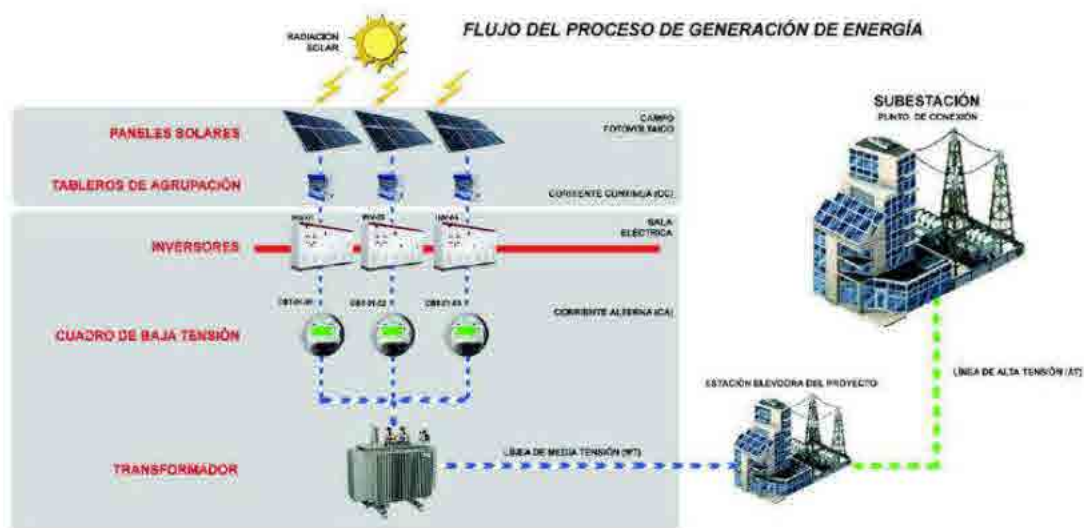 FLUJO DEL PROCESO DE GENERACIÓN DE ENERGÍA
RADIACIÓN
SOLAR
SUBESTACIÓN
PUNTO DE CONEXIÓN
PANELES SOLARES
CAMPO
FOTOVOLTAICO
TABLEROS DE AGRUPACIÓN
CORRIENTE CONTINUA (CC)
SALA
ELÉCTRICA
INVERSORES
CORRIENTE ALTERNA (CA)
CUADRO DE BAJA TENSIÓN
LÍNEA DE ALTA TENSIÓN (AT)
ESTACIÓN ELEVDORA DEL PROYECTO
LÍNEA DE MEDIA TENSIÓN (MT)
TRANSFORMADOR